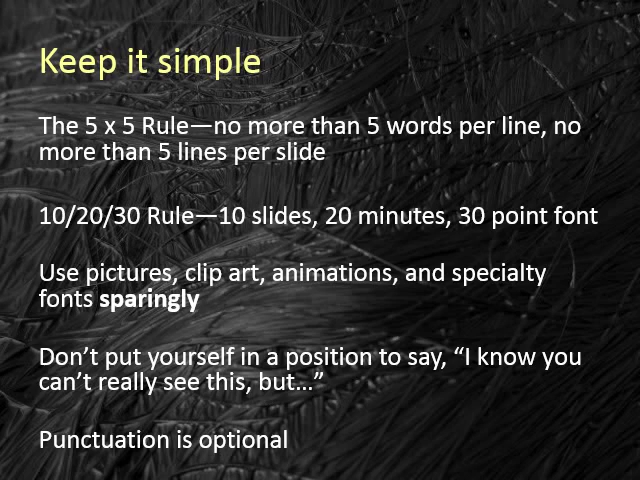 Keep it simple
The 5 x 5 Rule—no more than 5 words per line, no
more than 5 lines per slide
10/20/30 Rule—10 slides, 20 minutes, 30 point font
Use pictures, clip art, animations, and specialty
fonts sparingly
Don’t put yourself in a position to say, “I know you
can’t really see this, but…”
Punctuation is optional